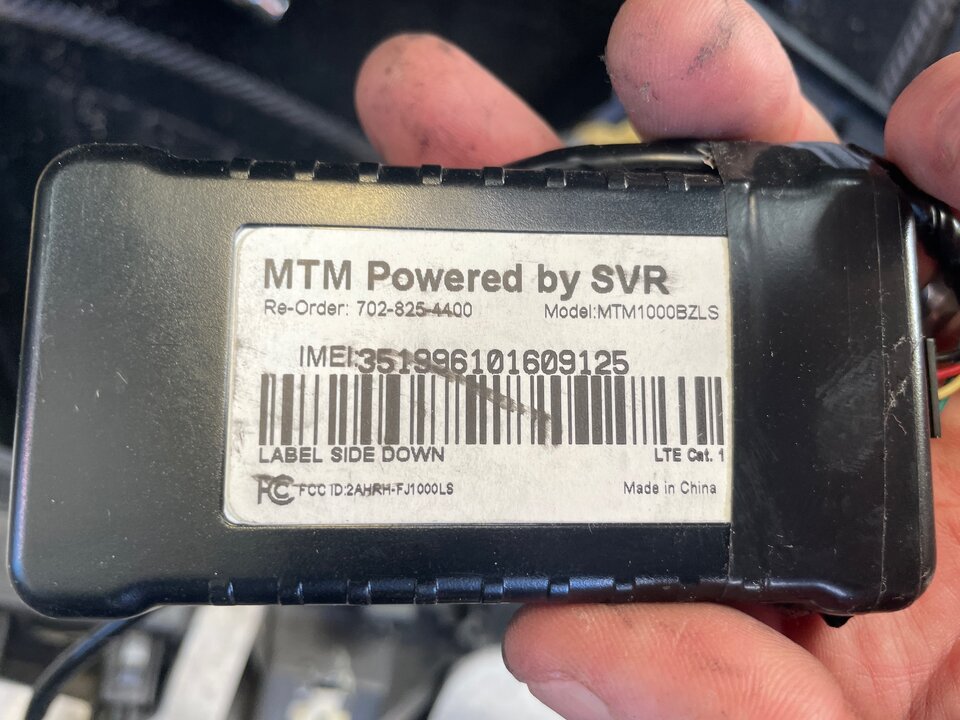 MTM Powered by SVR
Re-Order: 702-825-4400 Model:MTM1000BZLS
IMEI:351996101609125
LABEL SIDE DOWN LTE Cat. 1
FC FCC ID:2AHRH-FJ1000LS Made in China